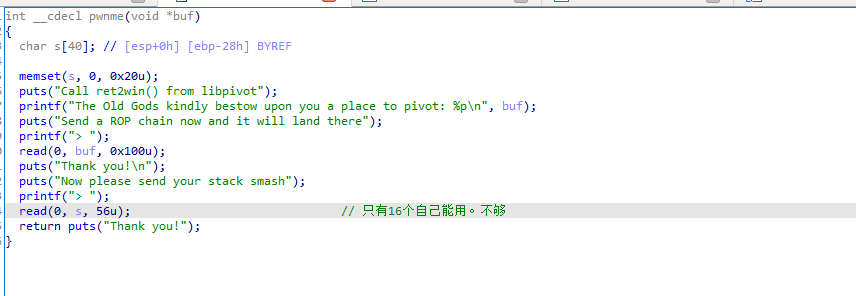 int __cdecl pwnme(void *buf)
{
  char s[40]; // [esp+0h] [ebp-28h] BYREF

  memset(s, 0, 0x20u);
  puts("Call ret2win() from libpivot");
  printf("The Old Gods kindly bestow upon you a place to pivot: %p\n", buf);
  puts("Send a ROP chain now and it will land there");
  printf("> ");
  read(0, buf, 0x100u);
  puts("Thank you!\n");
  puts("Now please send your stack smash");
  printf("> ");
  read(0, s, 56u); // 只有16个自己能用。不够
  return puts("Thank you!");
}